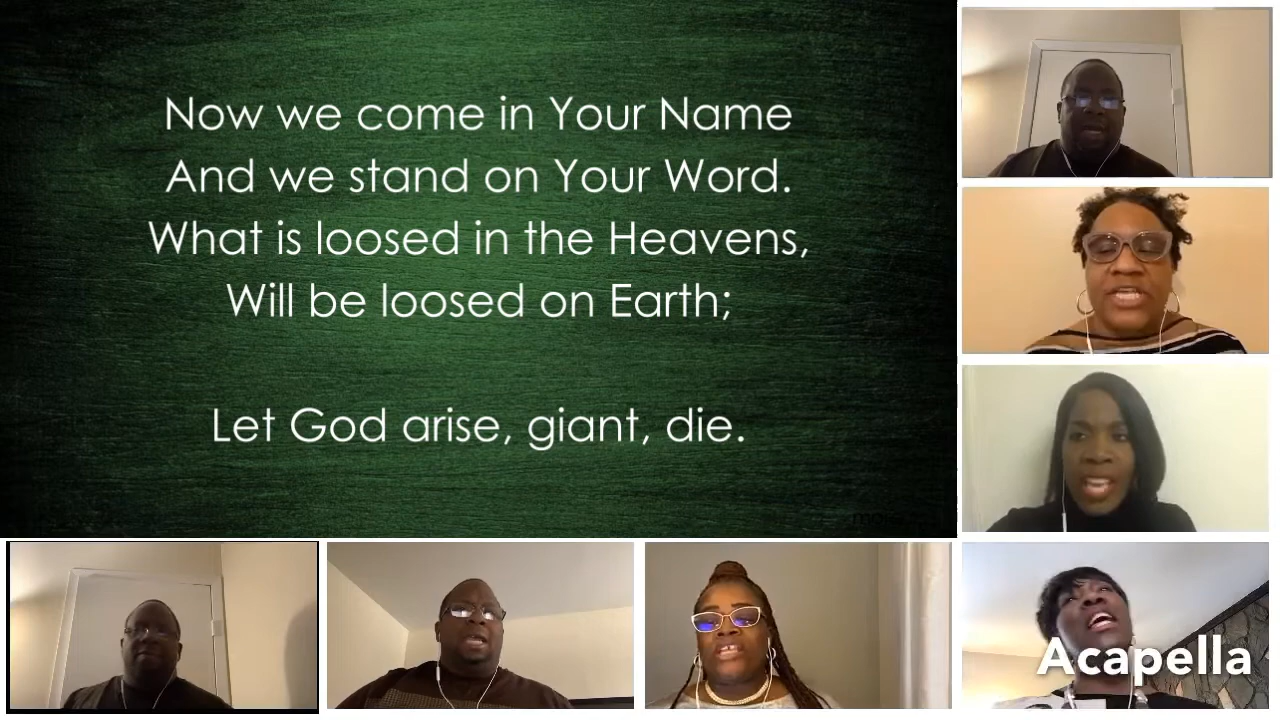 Now we come in Your Name
And we stand on Your Word.
What is loosed in the Heavens,
Will be loosed on Earth;
Let God arise, giant, die.
Acapella